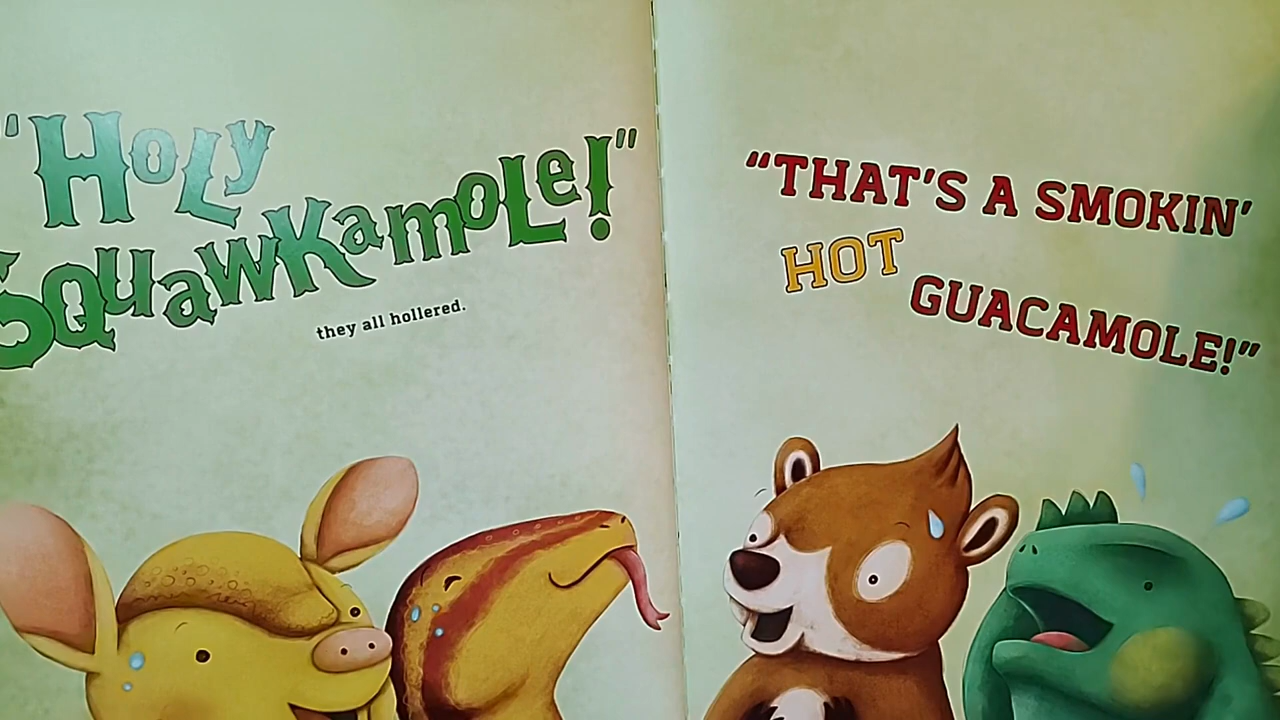 "Holy
SquawKamoLe!"
they all hollered.
"THAT'S A SMOKIN'
HOT
GUACAMOLE!"